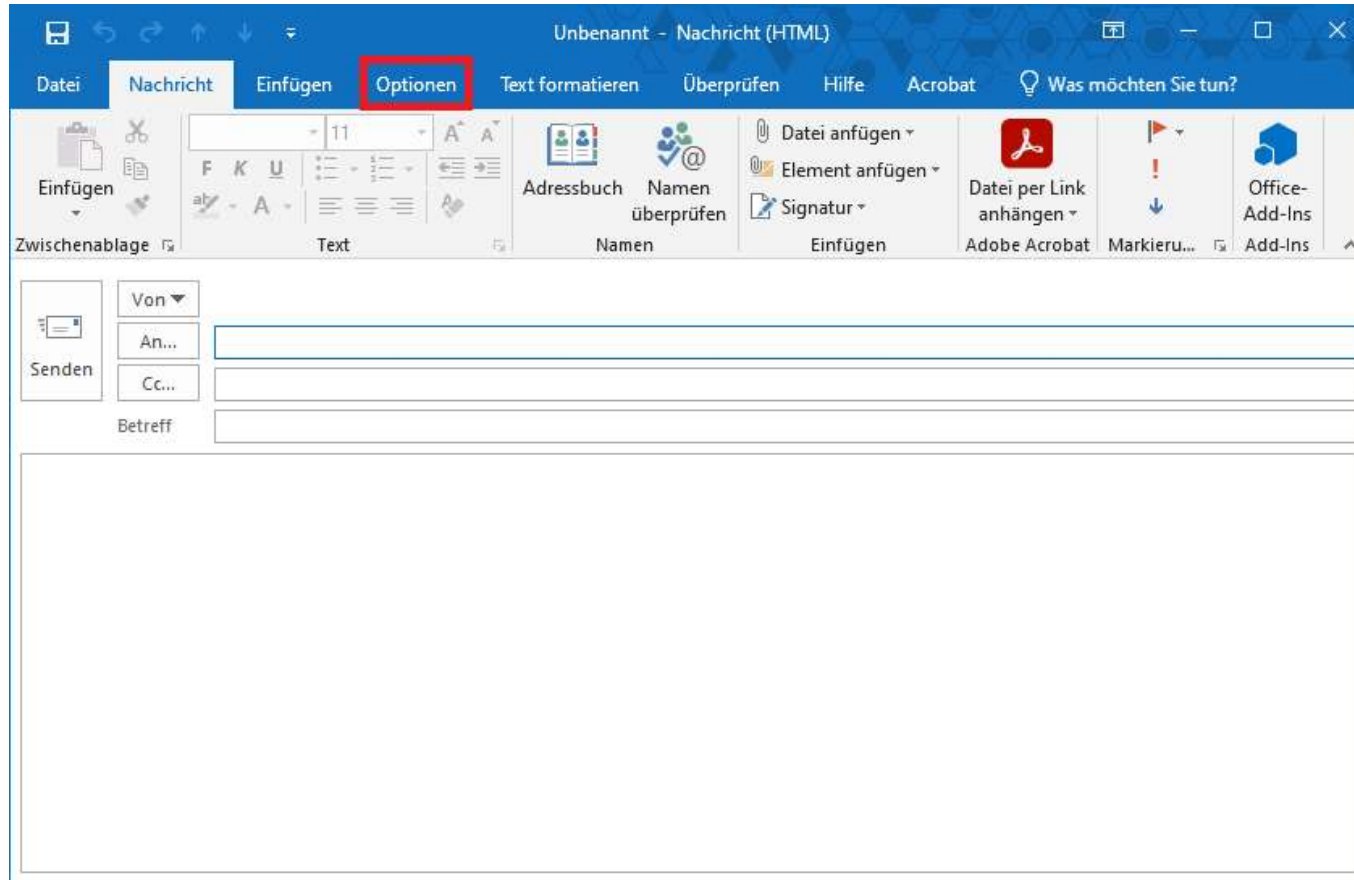 Unbenannt - Nachricht (HTML)
Datei Nachricht Einfügen Optionen Text formatieren Überprüfen Hilfe Acrobat Was möchten Sie tun?
Einfügen
11
F K U
Adressbuch
Namen überprüfen
Datei anfügen
Element anfügen
Signatur
Datei per Link anhängen
Office-Add-Ins
Zwischenablage Text Namen Einfügen Adobe Acrobat Markieru... Add-Ins
Senden
Von
An...
Cc...
Betreff